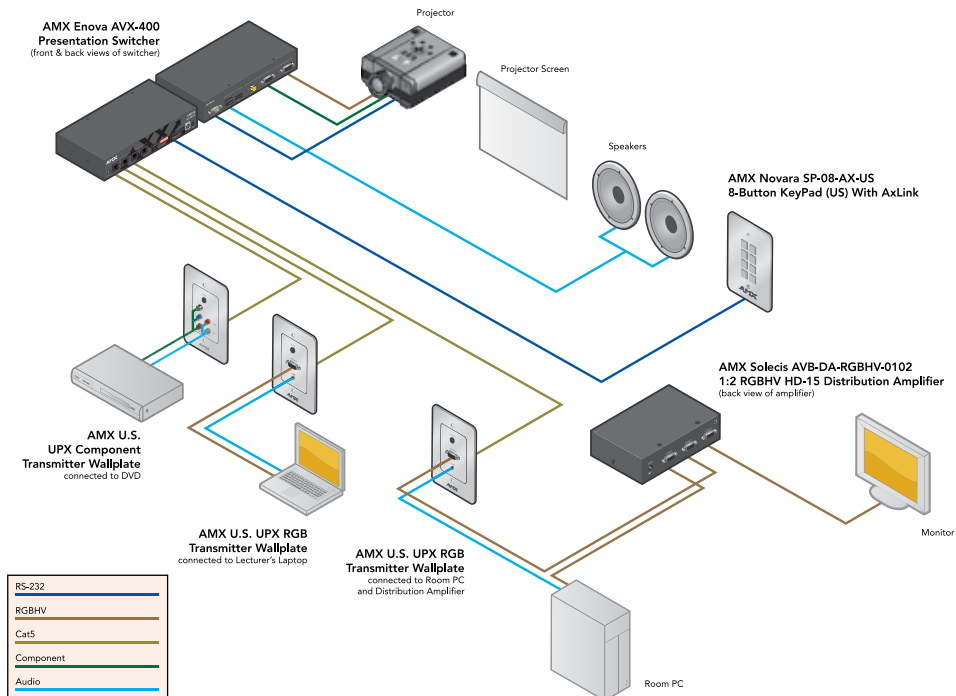 AMX Enova AVX-400
Presentation Switcher
(front & back views of switcher)
Projector
Projector Screen
Speakers
AMX Novara SP-08-AX-US
8-Button KeyPad (US) With AxLink
AMX
AMX
AMX U.S.
UPX Component
Transmitter Wallplate
connected to DVD
AMX
AMX U.S. UPX RGB
Transmitter Wallplate
connected to Lecturer's Laptop
AMX U.S. UPX RGB
Transmitter Wallplate
connected to Room PC
and Distribution Amplifier
AMX Solecis AVB-DA-RGBHV-0102
1:2 RGBHV HD-15 Distribution Amplifier
(back view of amplifier)
Monitor
Room PC
RS-232
RGBHV
Cat5
Component
Audio